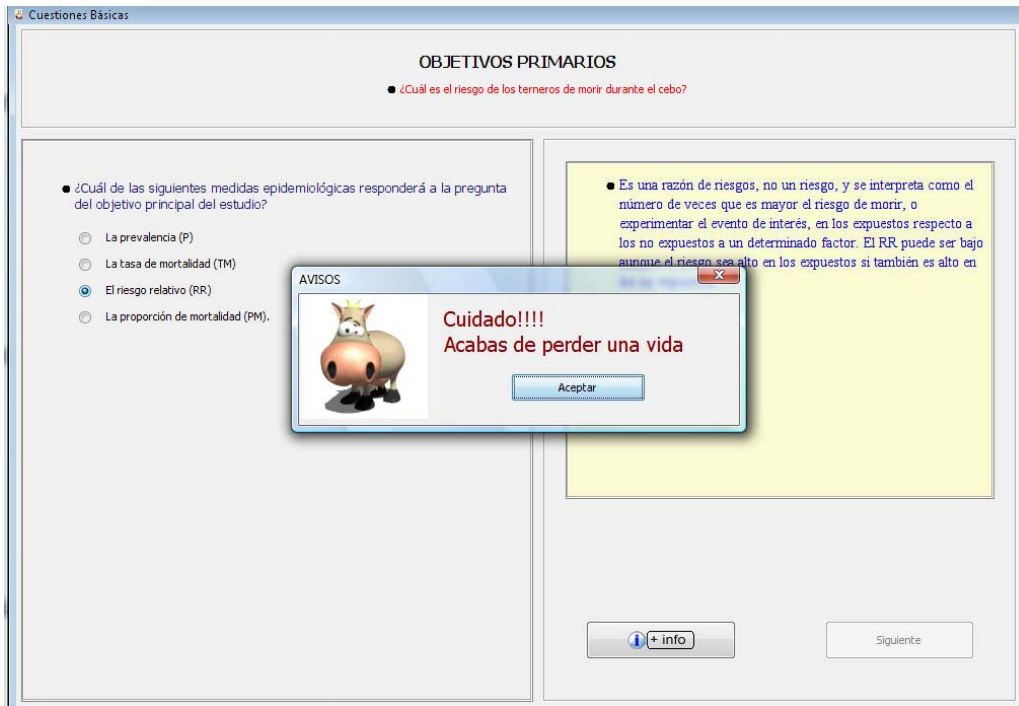 Cuestiones Básicas
OBJETIVOS PRIMARIOS
¿Cuál es el riesgo de los terneros de morir durante el cebo?
¿Cuál de las siguientes medidas epidemiológicas responderá a la pregunta
del objetivo principal del estudio?
La prevalencia (P)
La tasa de mortalidad (TM)
El riesgo relativo (RR)
La proporción de mortalidad (PM).
Es una razón de riesgos, no un riesgo, y se interpreta como el
número de veces que es mayor el riesgo de morir, o
experimentar el evento de interés, en los expuestos respecto a
los no expuestos a un determinado factor. El RR puede ser bajo
aunque el riesgo sea alto en los expuestos si también es alto en
AVISOS
Cuidado!!!!
Acabas de perder una vida
Aceptar
+ info
Siguiente